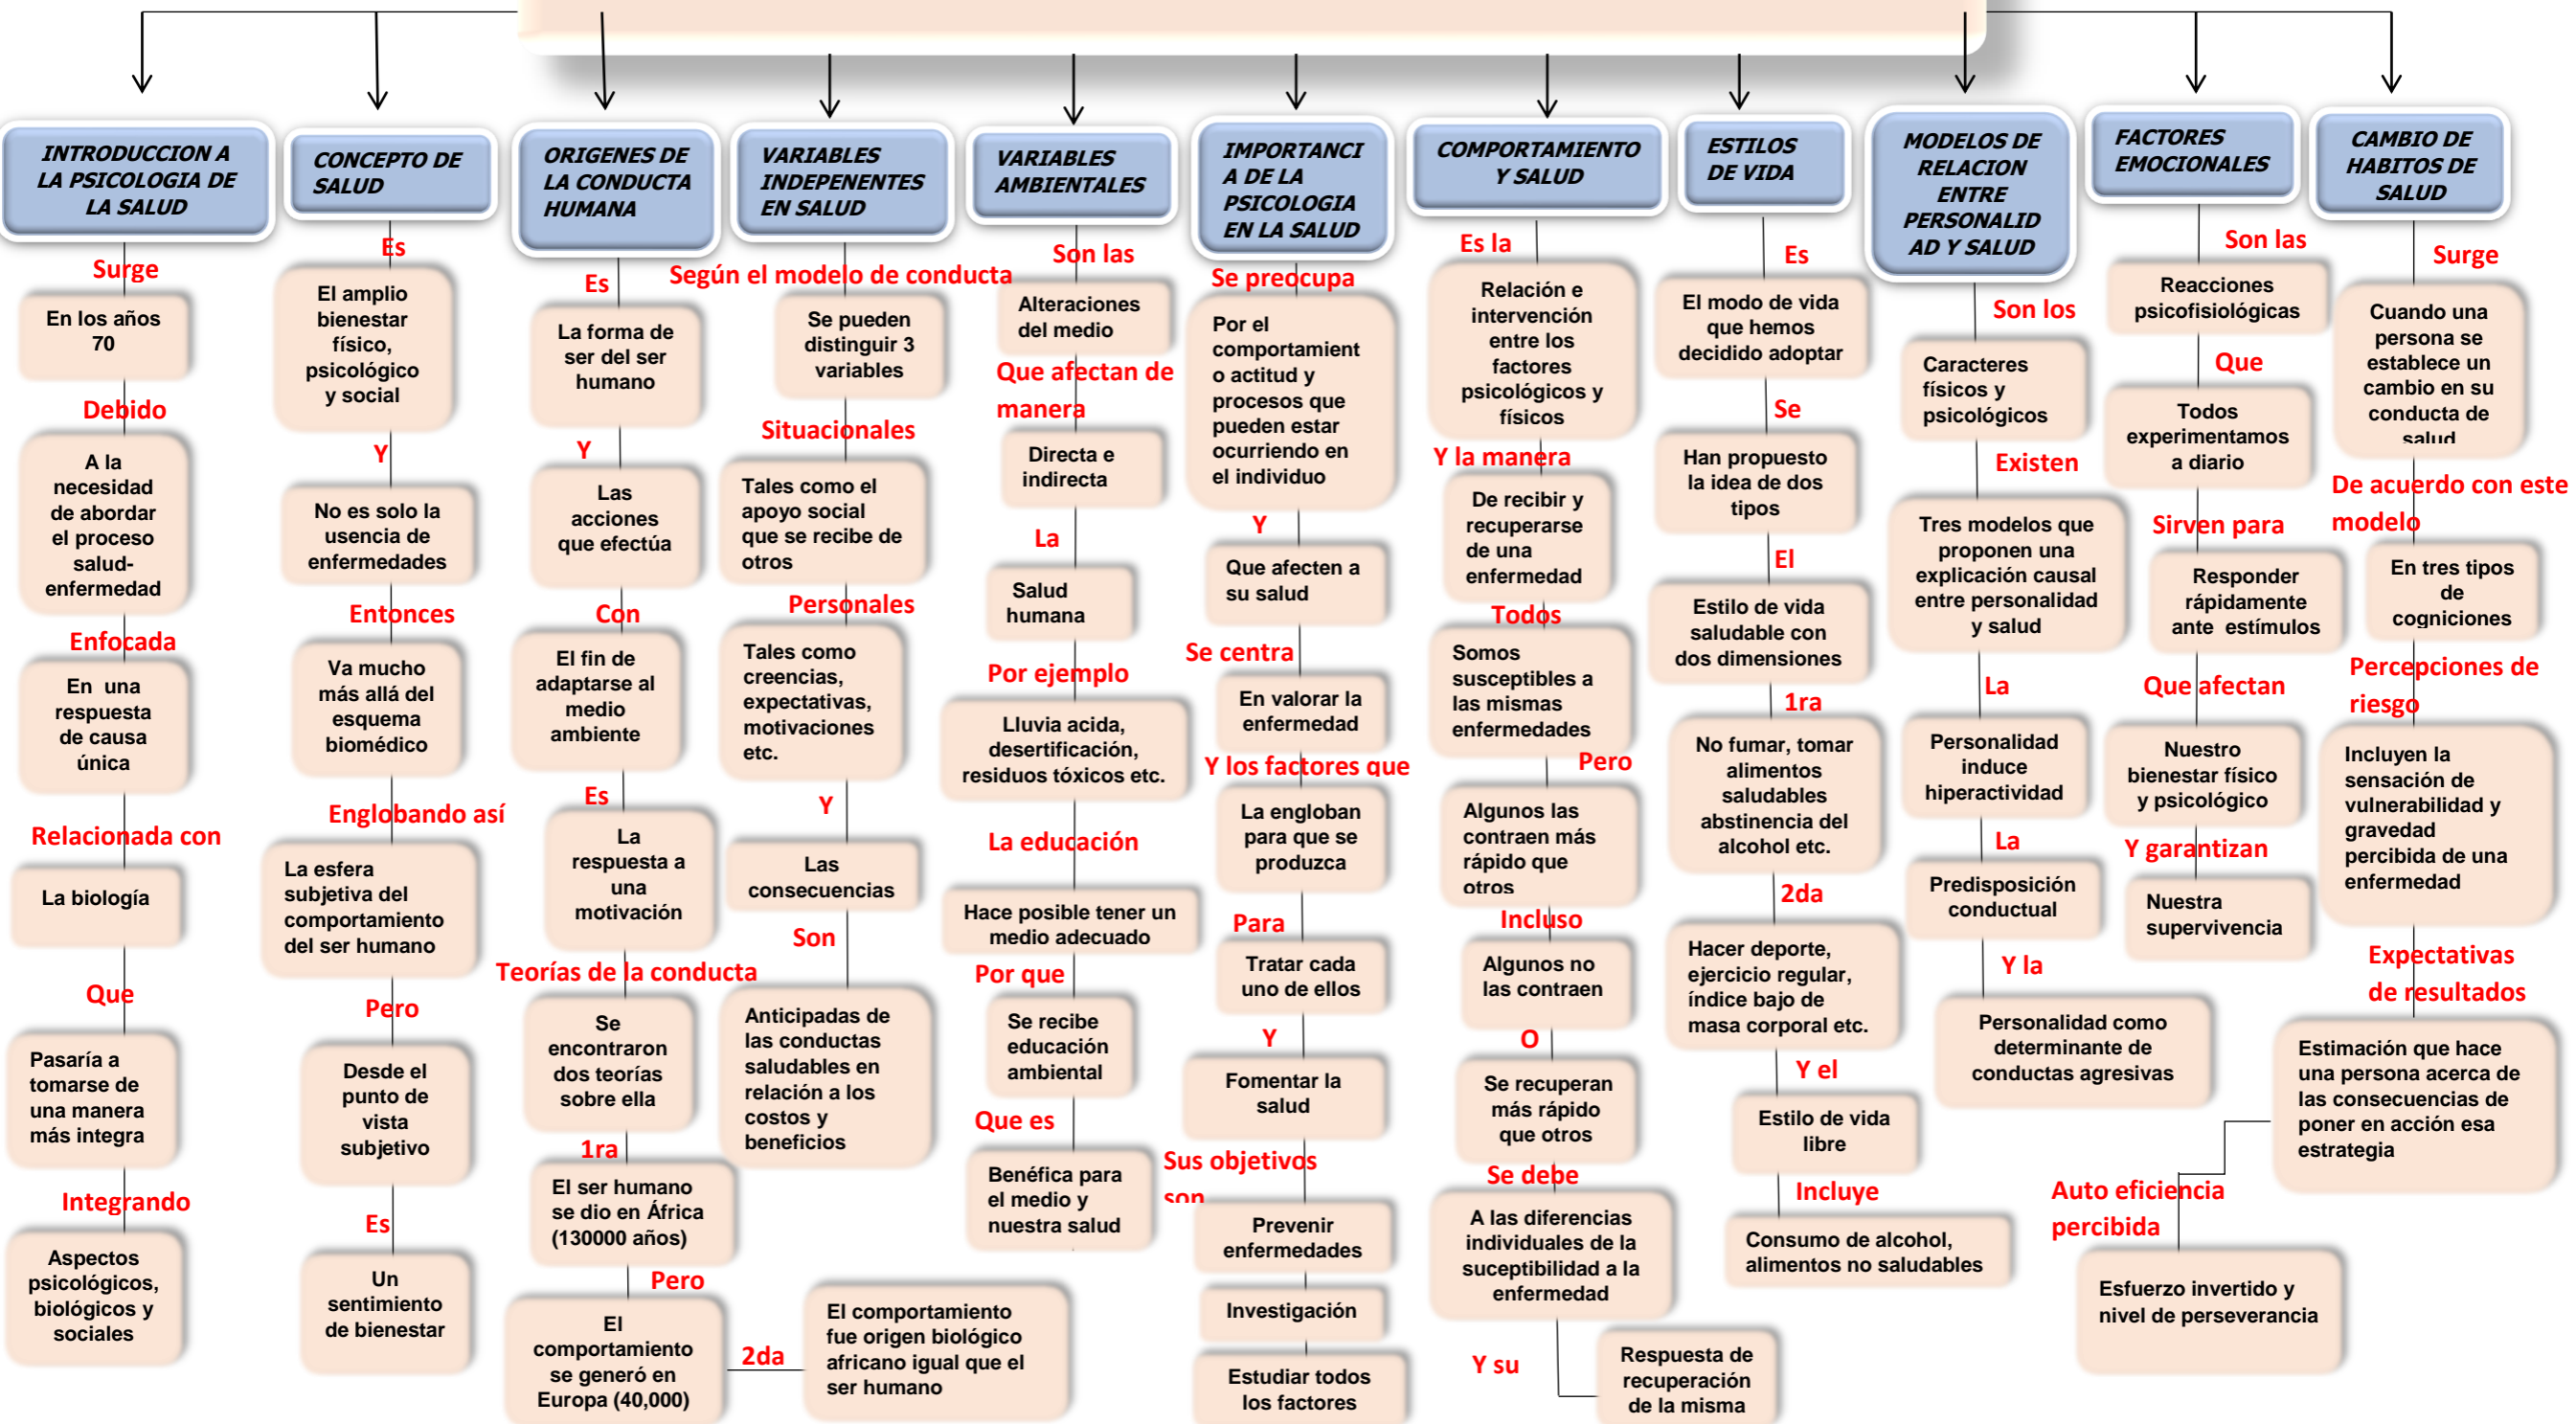 INTRODUCCION A
LA PSICOLOGIA DE
LA SALUD
Surge
En los años
70
Debido
A la
necesidad
de abordar
el proceso
salud-
enfermedad
Enfocada
En una
respuesta
de causa
única
Relacionada con
La biología
Que
Pasaría a
tomarse de
una manera
más integra
Integrando
Aspectos
psicológicos,
biológicos y
sociales
CONCEPTO DE
SALUD
Es
El amplio
bienestar
físico,
psicológico
y social
Y
No es solo la
usencia de
enfermedades
Entonces
Va mucho
más allá del
esquema
biomédico
Englobando así
La esfera
subjetiva del
comportamiento
del ser humano
Pero
Desde el
punto de
vista
subjetivo
Es
Un
sentimiento
de bienestar
ORIGENES DE
LA CONDUCTA
HUMANA
Es
La forma de
ser del ser
humano
Y
Las
acciones
que efectúa
Con
El fin de
adaptarse al
medio
ambiente
Es
La
respuesta a
una
motivación
Teorías de la conducta
Se
encontraron
dos teorías
sobre ella
1ra
El ser humano
se dio en África
(130000 años)
Pero
El
comportamiento
se generó en
Europa (40,000)
2da
El comportamiento
fue origen biológico
africano igual que el
ser humano
VARIABLES
INDEPENENTES
EN SALUD
Según el modelo de conducta
Se pueden
distinguir 3
variables
Situacionales
Tales como el
apoyo social
que se recibe de
otros
Personales
Tales como
creencias,
expectativas,
motivaciones
etc.
Y
Las
consecuencias
Son
Anticipadas de
las conductas
saludables en
relación a los
costos y
beneficios
VARIABLES
AMBIENTALES
Son las
Alteraciones
del medio
Que afectan de
manera
Directa e
indirecta
La
Salud
humana
Por ejemplo
Lluvia acida,
desertificación,
residuos tóxicos etc.
La educación
Hace posible tener un
medio adecuado
Por que
Se recibe
educación
ambiental
Que es
Benéfica para
el medio y
nuestra salud
IMPORTANCI
A DE LA
PSICOLOGIA
EN LA SALUD
Se preocupa
Por el
comportamient
o actitud y
procesos que
pueden estar
ocurriendo en
el individuo
Y
Que afecten a
su salud
Se centra
En valorar la
enfermedad
Y los factores que
La engloban
para que se
produzca
Para
Tratar cada
uno de ellos
Y
Fomentar la
salud
Sus objetivos
son
Prevenir
enfermedades
Investigación
Estudiar todos
los factores
COMPORTAMIENTO
Y SALUD
Es la
Relación e
intervención
entre los
factores
psicológicos y
físicos
Y la manera
De recibir y
recuperarse
de una
enfermedad
Todos
Somos
susceptibles a
las mismas
enfermedades
Pero
Algunos las
contraen más
rápido que
otros
Incluso
Algunos no
las contraen
O
Se recuperan
más rápido
que otros
Se debe
A las diferencias
individuales de la
suceptibilidad a la
enfermedad
Y su
Respuesta de
recuperación
de la misma
ESTILOS
DE VIDA
Es
El modo de vida
que hemos
decidido adoptar
Se
Han propuesto
la idea de dos
tipos
El
Estilo de vida
saludable con
dos dimensiones
1ra
No fumar, tomar
alimentos
saludables
abstinencia del
alcohol etc.
2da
Hacer deporte,
ejercicio regular,
índice bajo de
masa corporal etc.
Y el
Estilo de vida
libre
Incluye
Consumo de alcohol,
alimentos no saludables
MODELOS DE
RELACION
ENTRE
PERSONALID
AD Y SALUD
Son los
Caracteres
físicos y
psicológicos
Existen
Tres modelos que
proponen una
explicación causal
entre personalidad
y salud
La
Personalidad
induce
hiperactividad
La
Predisposición
conductual
Y la
Personalidad como
determinante de
conductas agresivas
FACTORES
EMOCIONALES
Son las
Reacciones
psicofisiológicas
Que
Todos
experimentamos
a diario
Sirven para
Responder
rápidamente
ante estímulos
Que afectan
Nuestro
bienestar físico
y psicológico
Y garantizan
Nuestra
supervivencia
CAMBIO DE
HABITOS DE
SALUD
Surge
Cuando una
persona se
establece un
cambio en su
conducta de
salud
De acuerdo con este
modelo
En tres tipos
de
cogniciones
Percepciones de
riesgo
Incluyen la
sensación de
vulnerabilidad y
gravedad
percibida de una
enfermedad
Expectativas
de resultados
Estimación que hace
una persona acerca de
las consecuencias de
poner en acción esa
estrategia
Auto eficiencia
percibida
Esfuerzo invertido y
nivel de perseverancia